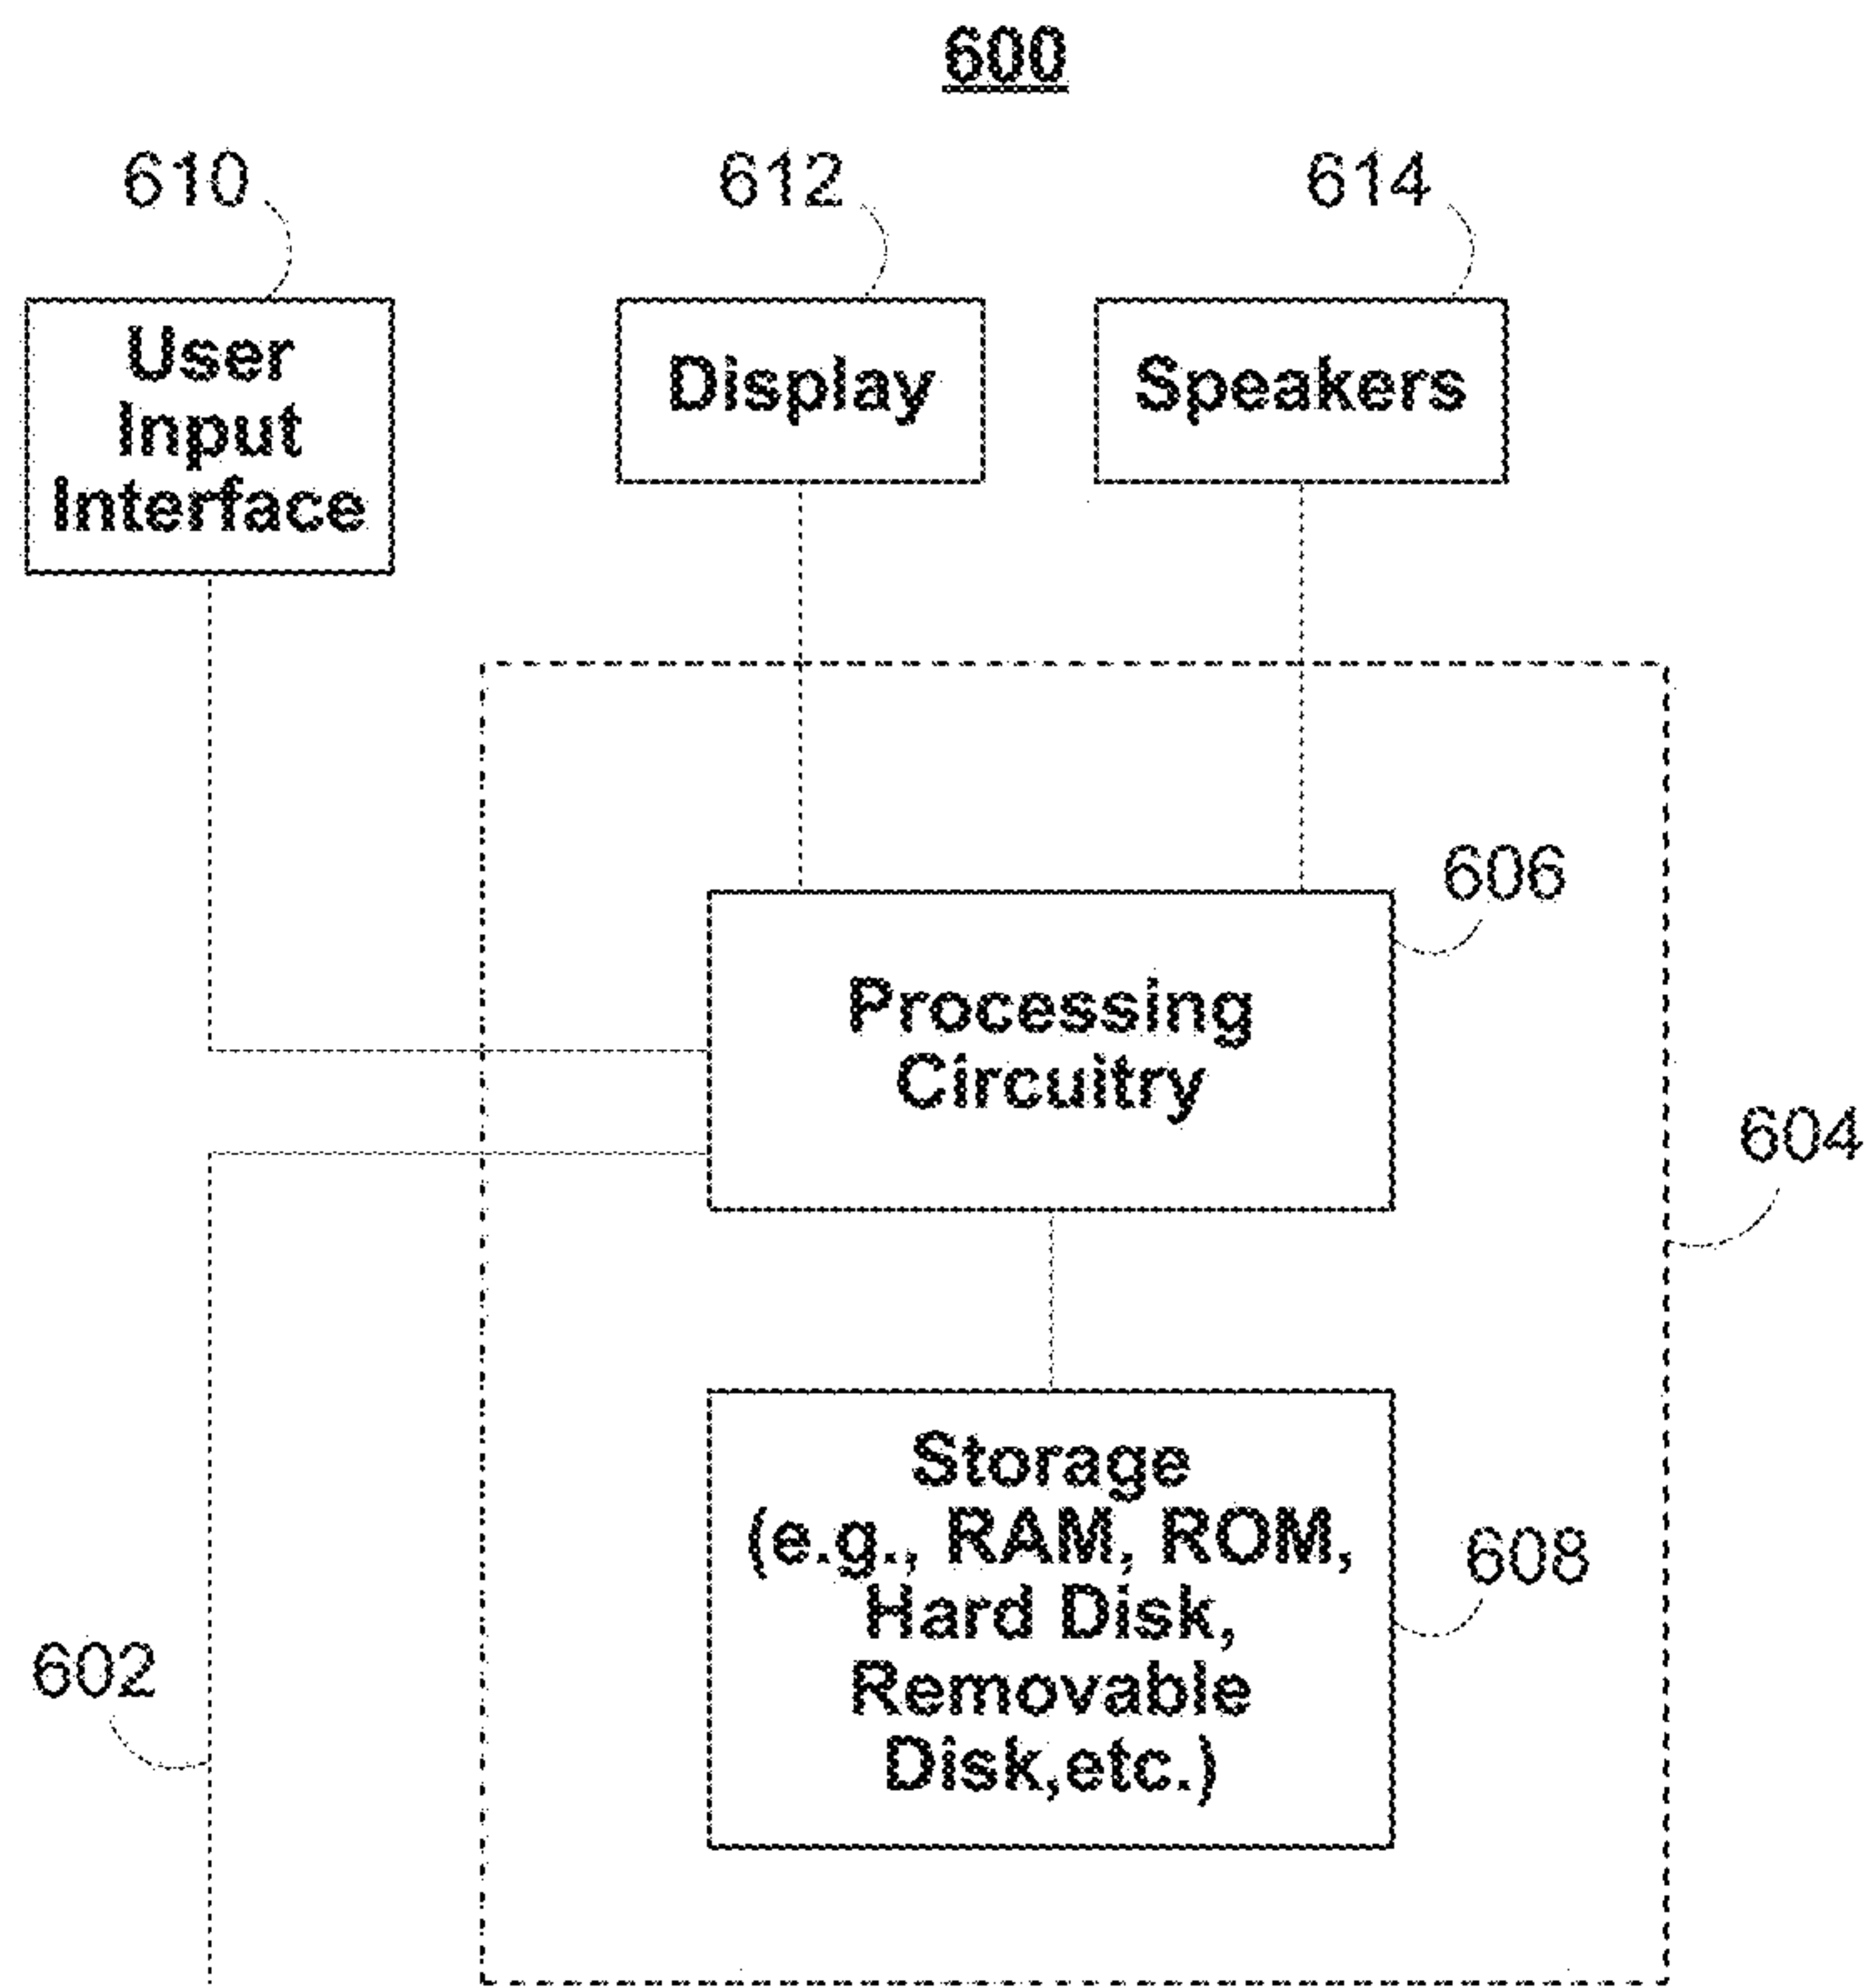 600
610
612
614
User
Input
Interface
Display
Speakers
606
Processing
Circuitry
604
Storage
(e.g., RAM, ROM,
Hard Disk,
Removable
Disk,etc.)
608
602